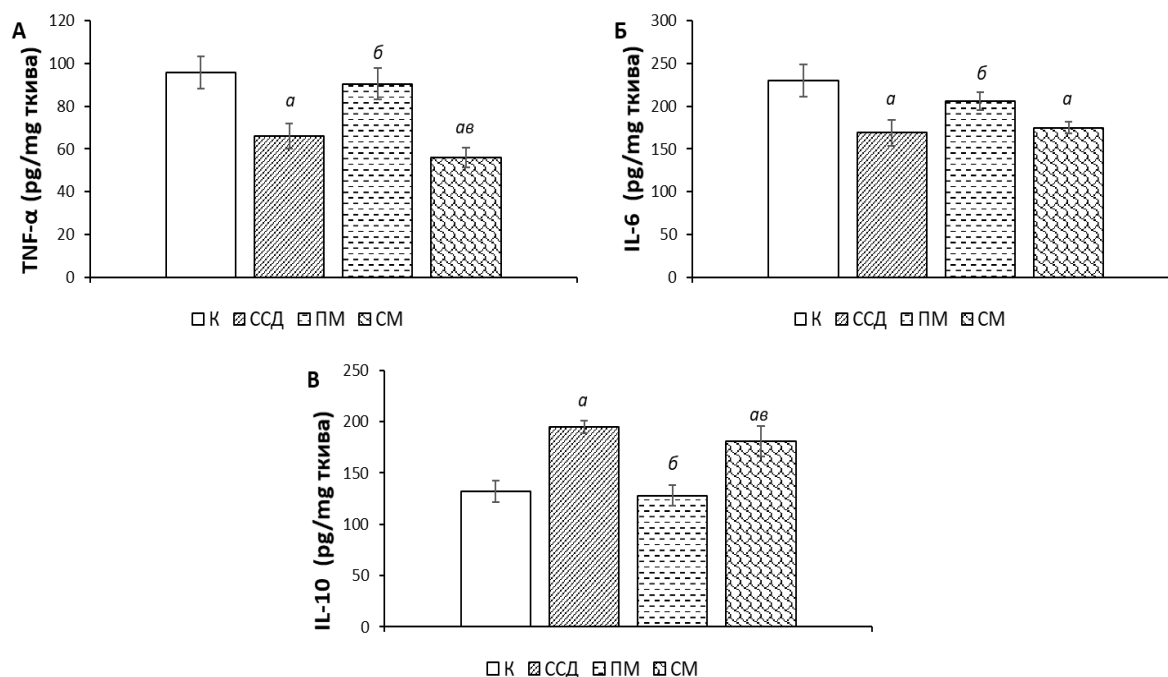 А
TNF-α (pg/mg ткива)
120
100
80
60
40
20
0
а
б
ав
К ССД ПМ СМ
Б
IL-6 (pg/mg ткива)
300
250
200
150
100
50
0
а
б
а
К ССД ПМ СМ
В
IL-10 (pg/mg ткива)
250
200
150
100
50
0
а
б
ав
К ССД ПМ СМ